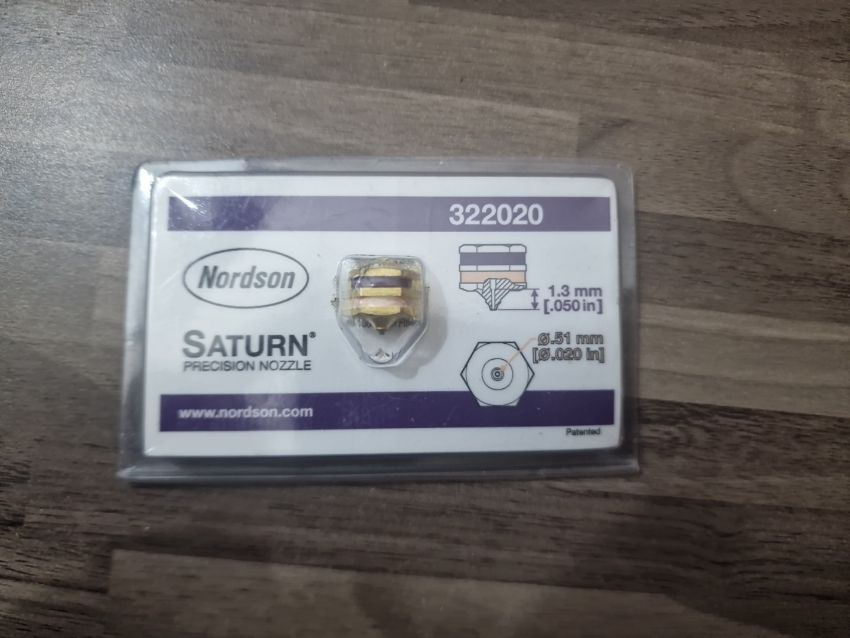 322020
Nordson
SATURN®
PRECISION NOZZLE
1.3 mm
[.050 in]
Ø.51 mm
[Ø.020 in]
www.nordson.com
Patented